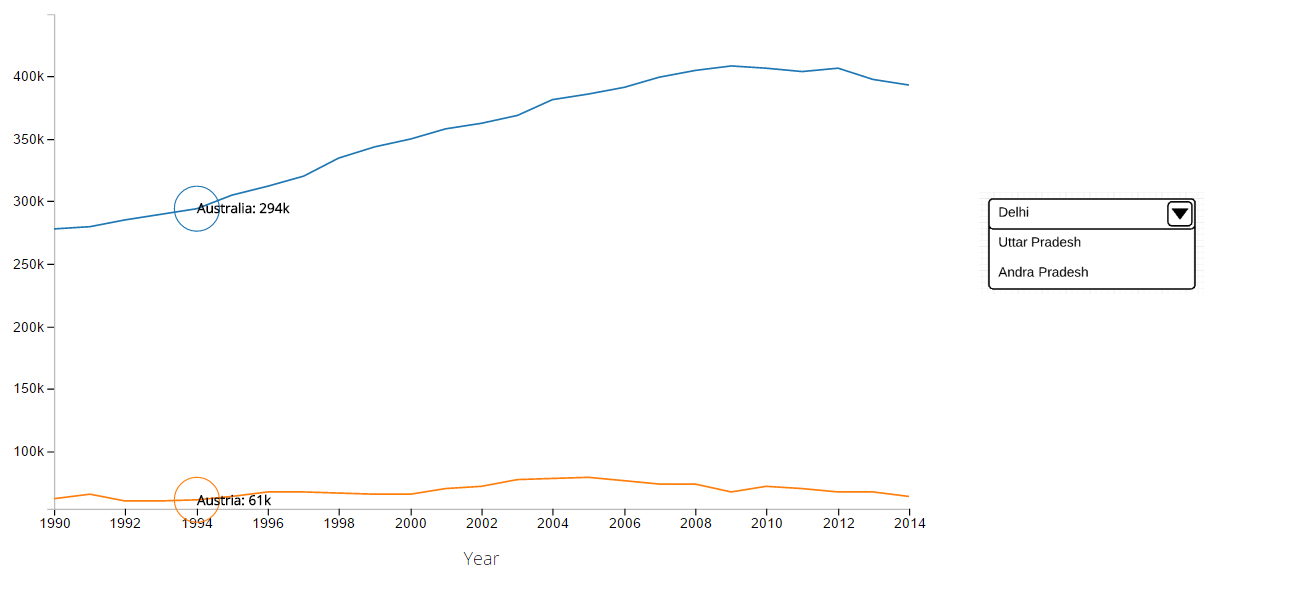 400k
350k
300k
Australia: 294k
Delhi
Uttar Pradesh
250k
Andra Pradesh
200k
150k
100k
Austria: 61k
1990 1992 1994 1996 1998 2000 2002 2004 2006 2008 2010 2012 2014
Year